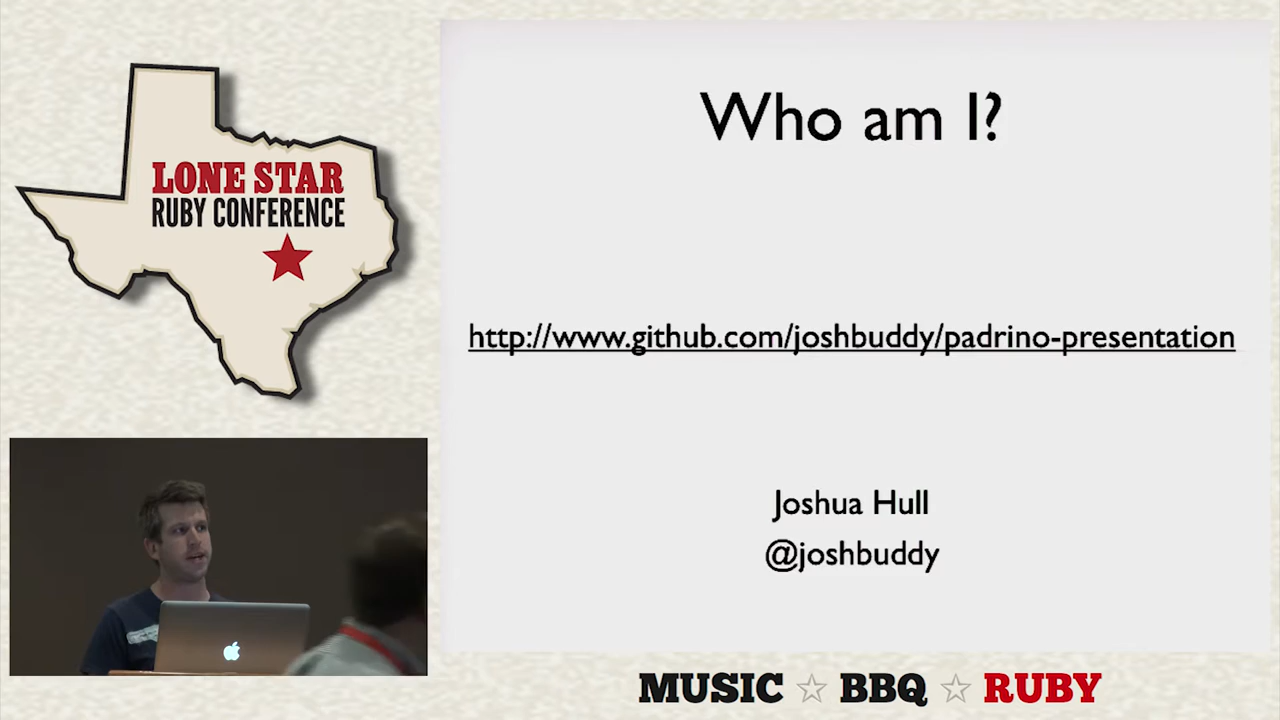 LONE STAR
RUBY CONFERENCE
Who am I?
http://www.github.com/joshbuddy/padrino-presentation
Joshua Hull
@joshbuddy
MUSIC ☆ BBQ ☆ RUBY